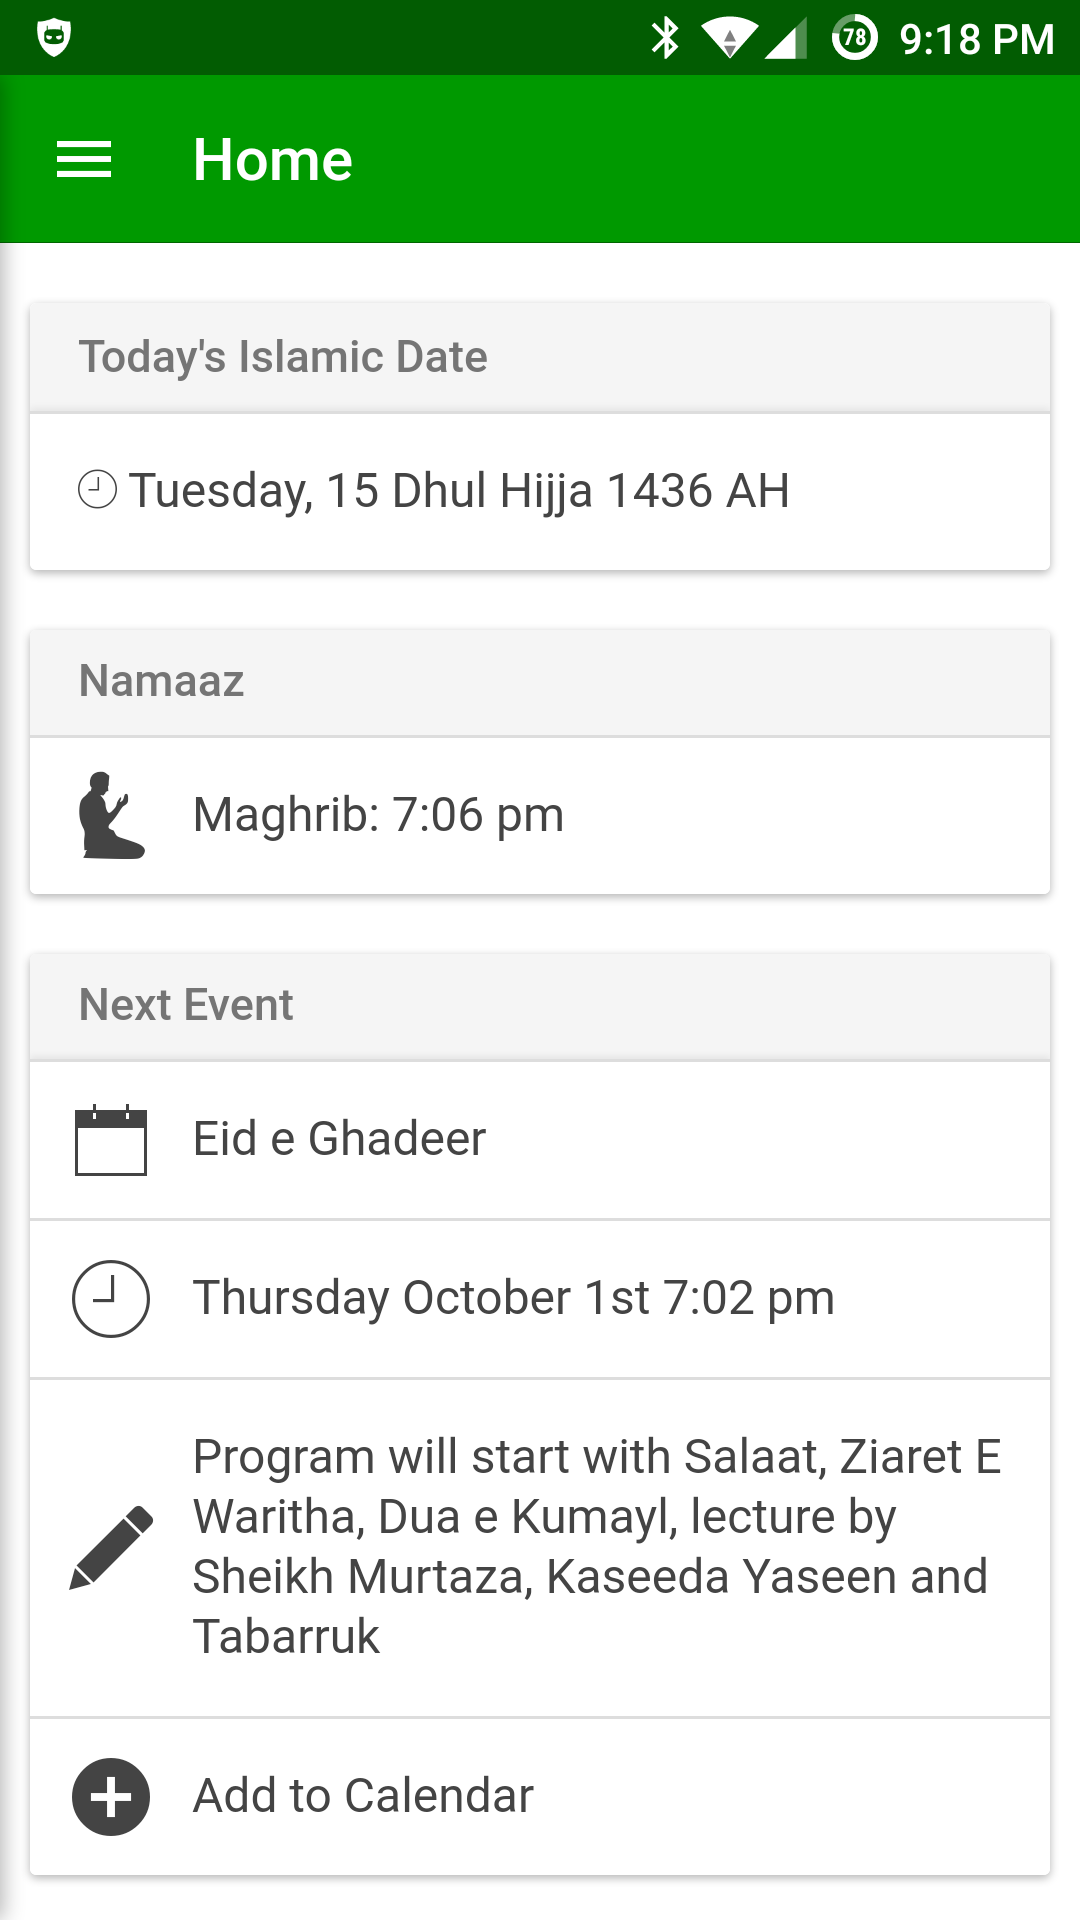 78 9:18 PM
Home
Today's Islamic Date
Tuesday, 15 Dhul Hijja 1436 AH
Namaaz
Maghrib: 7:06 pm
Next Event
Eid e Ghadeer
Thursday October 1st 7:02 pm
Program will start with Salaat, Ziaret E
Waritha, Dua e Kumayl, lecture by
Sheikh Murtaza, Kaseeda Yaseen and
Tabarruk
Add to Calendar